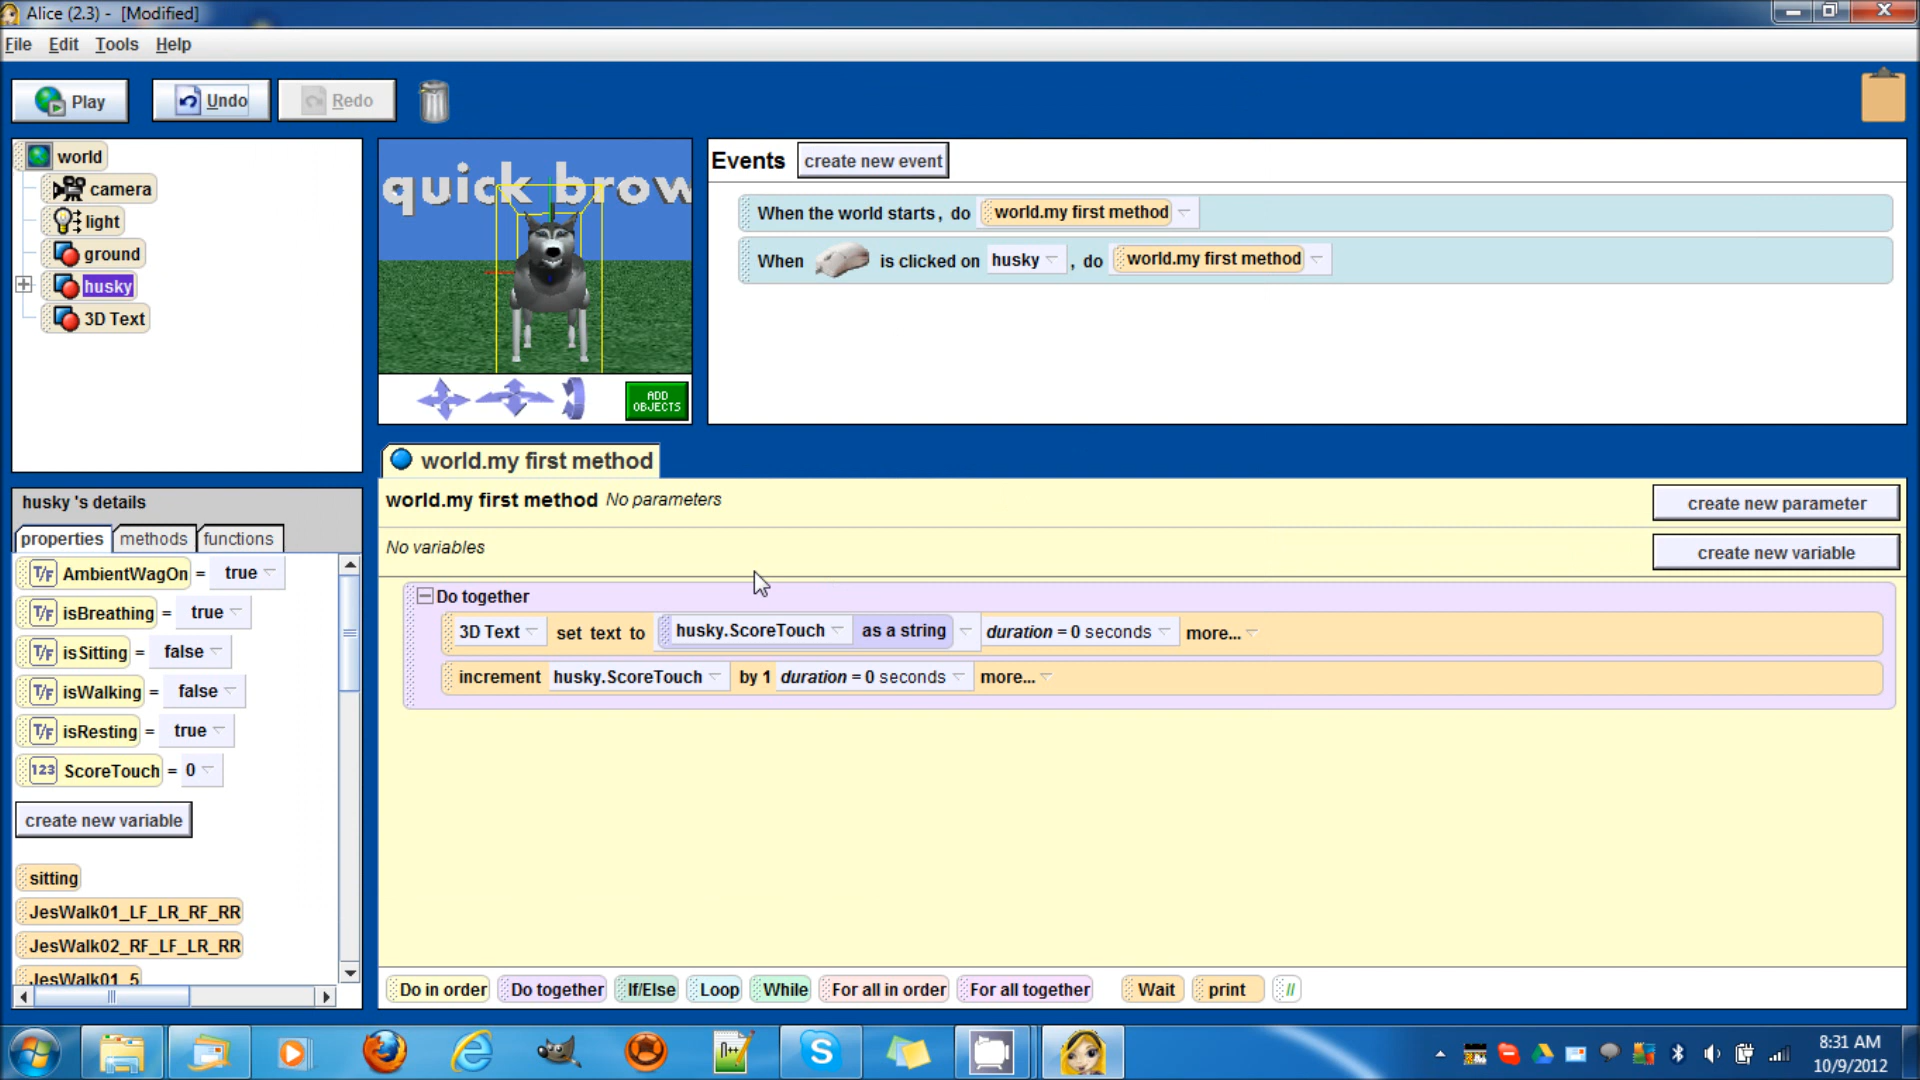 Alice (2.3) - [Modified]
File Edit Tools Help
Play Undo Redo
world
camera
light
ground
husky
3D Text
quick brow
ADD
OBJECTS
Events create new event
When the world starts, do world.my first method
When is clicked on husky, do world.my first method
husky 's details
properties methods functions
T/F AmbientWagOn = true
T/F isBreathing = true
T/F isSitting = false
T/F isWalking = false
T/F isResting = true
123 ScoreTouch = 0
create new variable
sitting
JesWalk01_LF_LR_RF_RR
JesWalk02_RF_LF_LR_RR
JesWalk01_5
world.my first method
world.my first method No parameters
create new parameter
No variables
create new variable
Do together
3D Text set text to husky.ScoreTouch as a string duration = 0 seconds more...
increment husky.ScoreTouch by 1 duration = 0 seconds more...
Do in order Do together If/Else Loop While For all in order For all together Wait print //
8:31 AM
10/9/2012